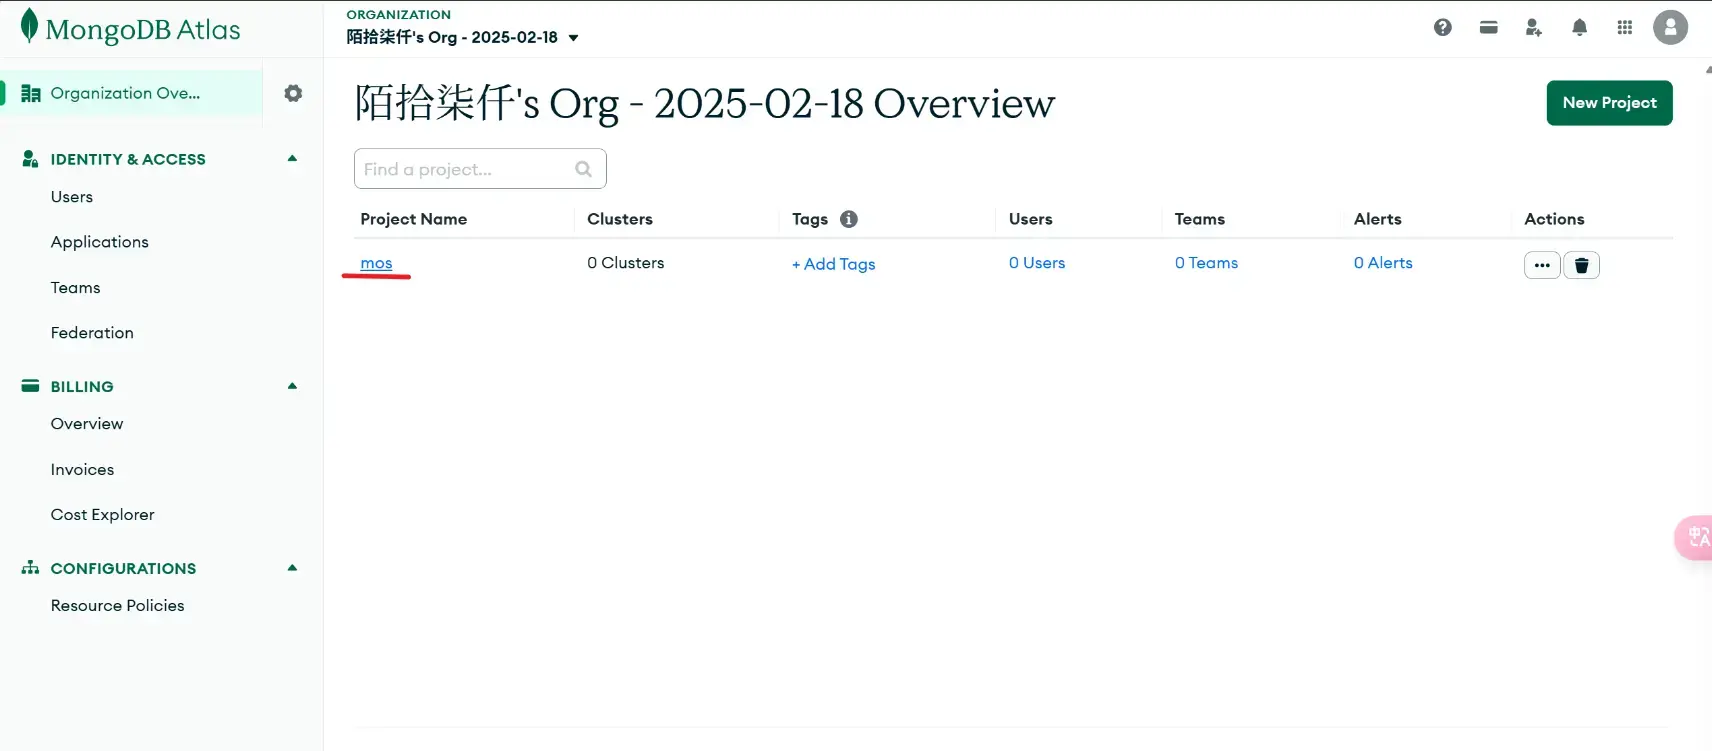 MongoDB Atlas
ORGANIZATION
陌拾柒仟's Org - 2025-02-18
Organization Ove...
IDENTITY & ACCESS
Users
Applications
Teams
Federation
BILLING
Overview
Invoices
Cost Explorer
CONFIGURATIONS
Resource Policies
陌拾柒仟's Org - 2025-02-18 Overview
New Project
Find a project...
Project Name Clusters Tags Users Teams Alerts Actions
mos 0 Clusters + Add Tags 0 Users 0 Teams 0 Alerts